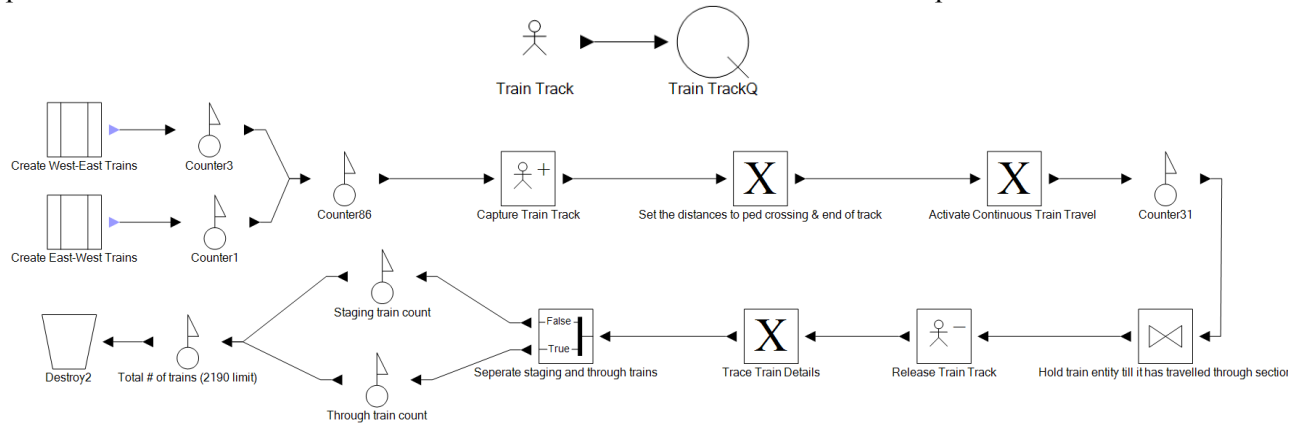 Train Track
Train TrackQ
Create West-East Trains
Counter3
Create East-West Trains
Counter1
Counter86
+
Capture Train Track
X
Set the distances to ped crossing & end of track
X
Activate Continuous Train Travel
Counter31
Destroy2
Total # of trains (2190 limit)
Staging train count
Through train count
False
True
Seperate staging and through trains
X
Trace Train Details
Release Train Track
Hold train entity till it has travelled through section